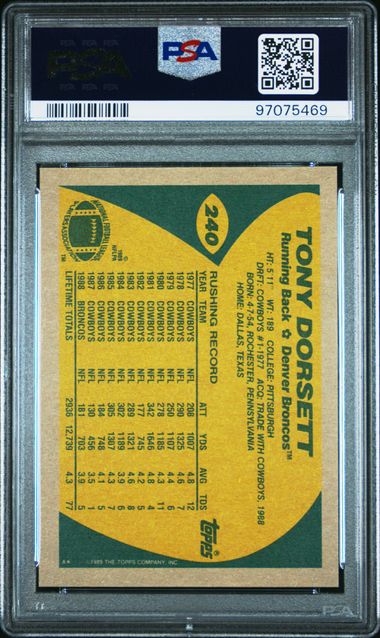 PSA
PSA
97075469
240
TONY DORSETT
Running Back ✩ Denver Broncos™
HT: 5'11" WT: 189 COLLEGE: PITTSBURGH
DRFT: COWBOYS #1-1977 ACQ: TRADE WITH COWBOYS, 1988
BORN: 4-7-54, ROCHESTER, PENNSYLVANIA
HOME: DALLAS, TEXAS
RUSHING RECORD
topps
YEAR TEAM ATT YDS AVG TDS
1977 COWBOYS NFL 208 1007 4.8 12
1978 COWBOYS NFL 290 1325 4.6 7
1979 COWBOYS NFL 250 1107 4.4 6
1980 COWBOYS NFL 278 1185 4.3 11
1981 COWBOYS NFL 342 1646 4.8 4
1982 COWBOYS NFL 177 745 4.2 5
1983 COWBOYS NFL 289 1321 4.6 8
1984 COWBOYS NFL 302 1189 3.9 6
1985 COWBOYS NFL 305 1307 4.3 7
1986 COWBOYS NFL 184 748 4.1 5
1987 COWBOYS NFL 130 456 3.5 1
1988 BRONCOS NFL 181 703 3.9 5
LIFETIME TOTALS 2936 12,739 4.3 77
©1989 THE TOPPS COMPANY, INC.
PSA